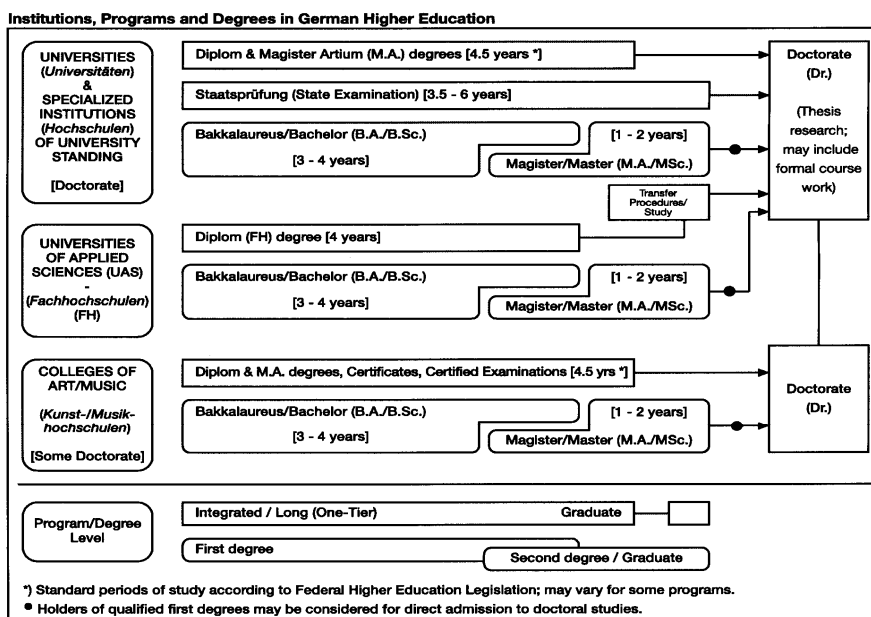 Institutions, Programs and Degrees in German Higher Education
UNIVERSITIES
(Universitäten)
&
SPECIALIZED
INSTITUTIONS
(Hochschulen)
OF UNIVERSITY
STANDING
[Doctorate]
Diplom & Magister Artium (M.A.) degrees [4.5 years *]
Staatsprüfung (State Examination) [3.5 - 6 years]
Bakkalaureus/Bachelor (B.A./B.Sc.)
[3 - 4 years]
[1 - 2 years]
Magister/Master (M.A./MSc.)
Transfer
Procedures/
Study
Doctorate
(Dr.)
(Thesis
research;
may include
formal course
work)
UNIVERSITIES
OF APPLIED
SCIENCES (UAS)
-
(Fachhochschulen)
(FH)
Diplom (FH) degree [4 years]
Bakkalaureus/Bachelor (B.A./B.Sc.)
[3 - 4 years]
[1 - 2 years]
Magister/Master (M.A./MSc.)
COLLEGES OF
ART/MUSIC
(Kunst-/Musik-
hochschulen)
[Some Doctorate]
Diplom & M.A. degrees, Certificates, Certified Examinations [4.5 yrs *]
Bakkalaureus/Bachelor (B.A./B.Sc.)
[3 - 4 years]
[1 - 2 years]
Magister/Master (M.A./MSc.)
Doctorate
(Dr.)
Program/Degree
Level
Integrated / Long (One-Tier) Graduate
First degree
Second degree / Graduate
*) Standard periods of study according to Federal Higher Education Legislation; may vary for some programs.
● Holders of qualified first degrees may be considered for direct admission to doctoral studies.